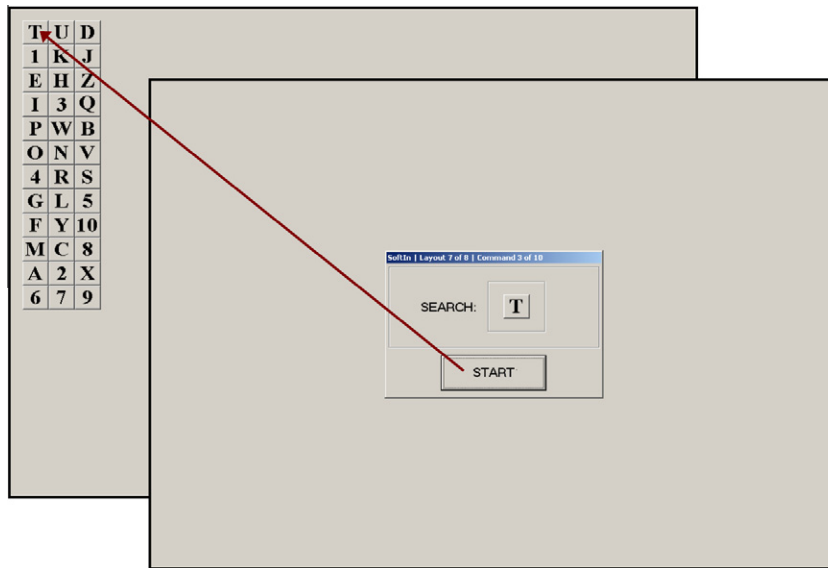 T U D
1 K J
E H Z
I 3 Q
P W B
O N V
4 R S
G L 5
F Y 10
M C 8
A 2 X
6 7 9
SoftIn | Layout 7 of 8 | Command 3 of 10
SEARCH: T
START